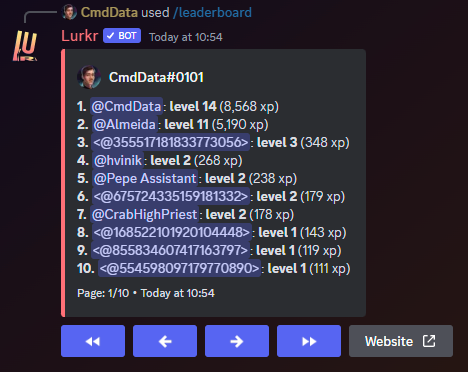 CmdData used /leaderboard
LU
Lurkr ✓ BOT Today at 10:54
CmdData#0101
1. @CmdData: level 14 (8,568 xp)
2. @Almeida: level 11 (5,190 xp)
3. <@355517181833773056>: level 3 (348 xp)
4. @hvinik: level 2 (268 xp)
5. @Pepe Assistant: level 2 (238 xp)
6. <@675724335159181332>: level 2 (179 xp)
7. @CrabHighPriest: level 2 (178 xp)
8. <@168522101920104448>: level 1 (143 xp)
9. <@855834607417163797>: level 1 (119 xp)
10. <@554598097179770890>: level 1 (111 xp)
Page: 1/10 • Today at 10:54
Website